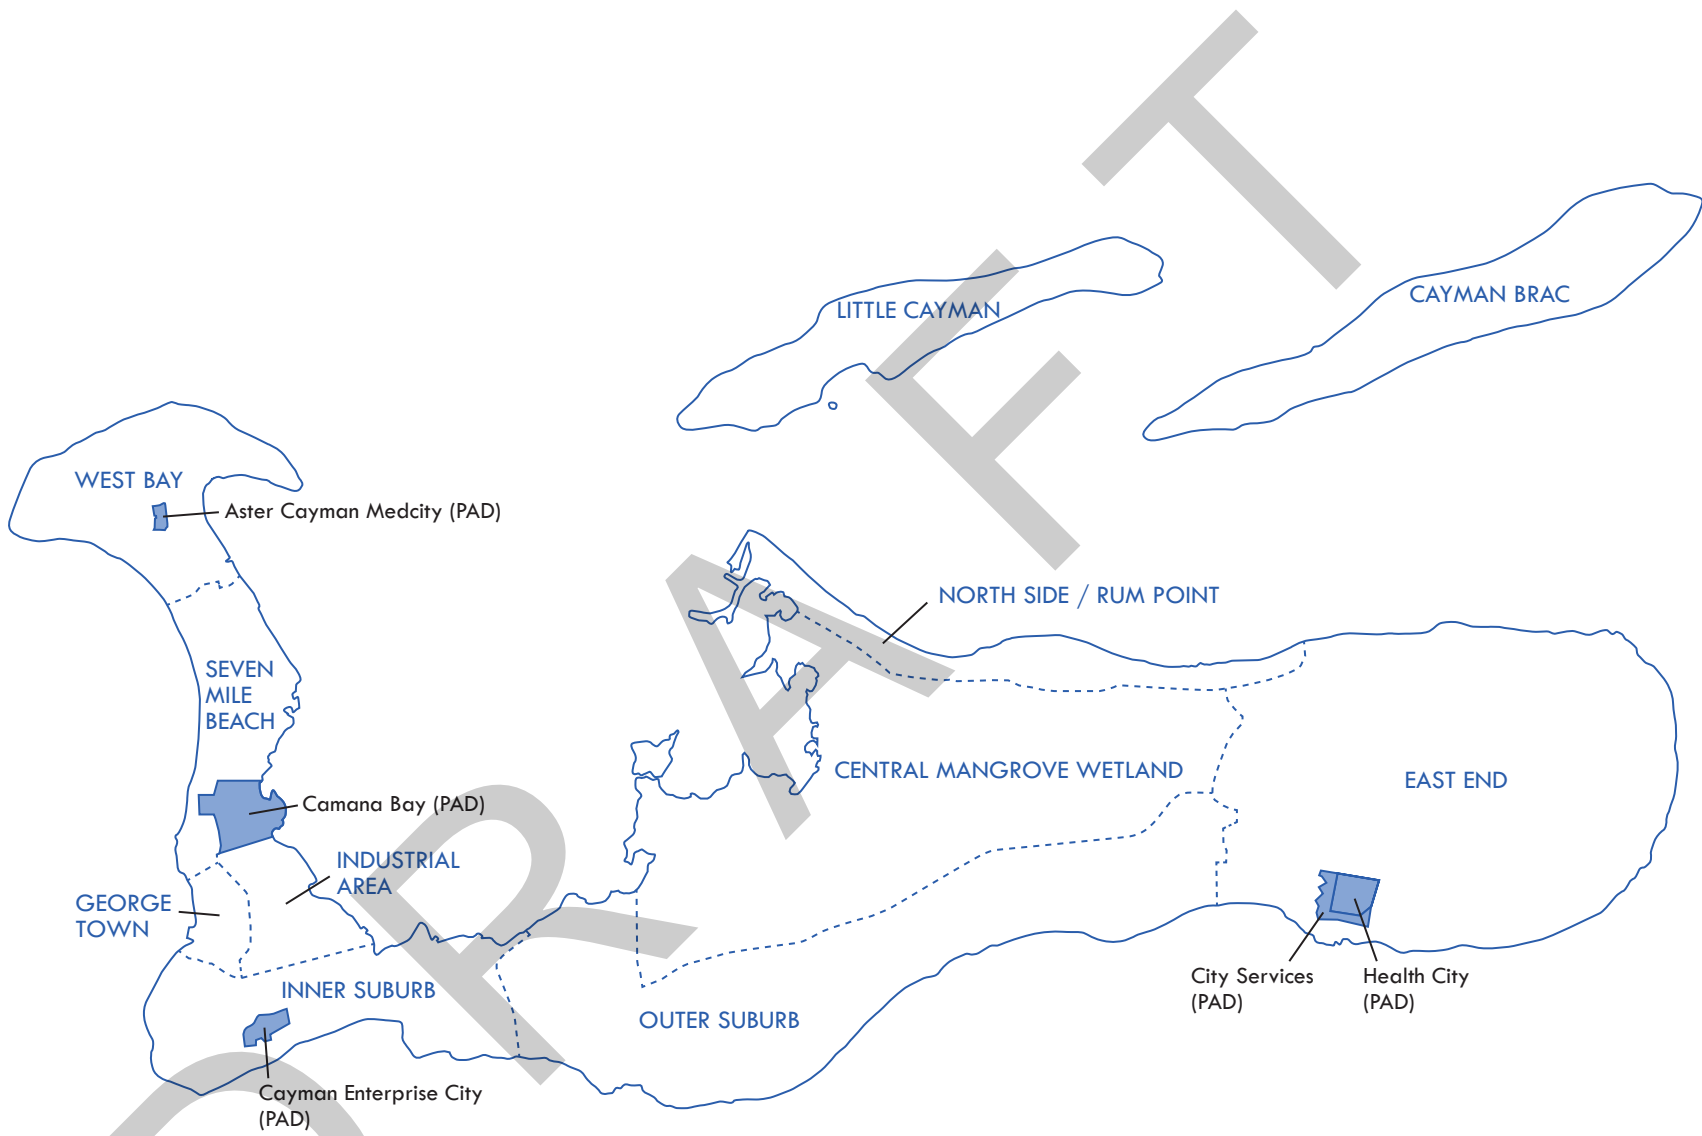 DRAFT
CAYMAN BRAC
LITTLE CAYMAN
WEST BAY
Aster Cayman Medcity (PAD)
NORTH SIDE / RUM POINT
SEVEN
MILE
BEACH
CENTRAL MANGROVE WETLAND
EAST END
Camana Bay (PAD)
INDUSTRIAL
AREA
GEORGE
TOWN
City Services
(PAD)
Health City
(PAD)
INNER SUBURB
OUTER SUBURB
Cayman Enterprise City
(PAD)